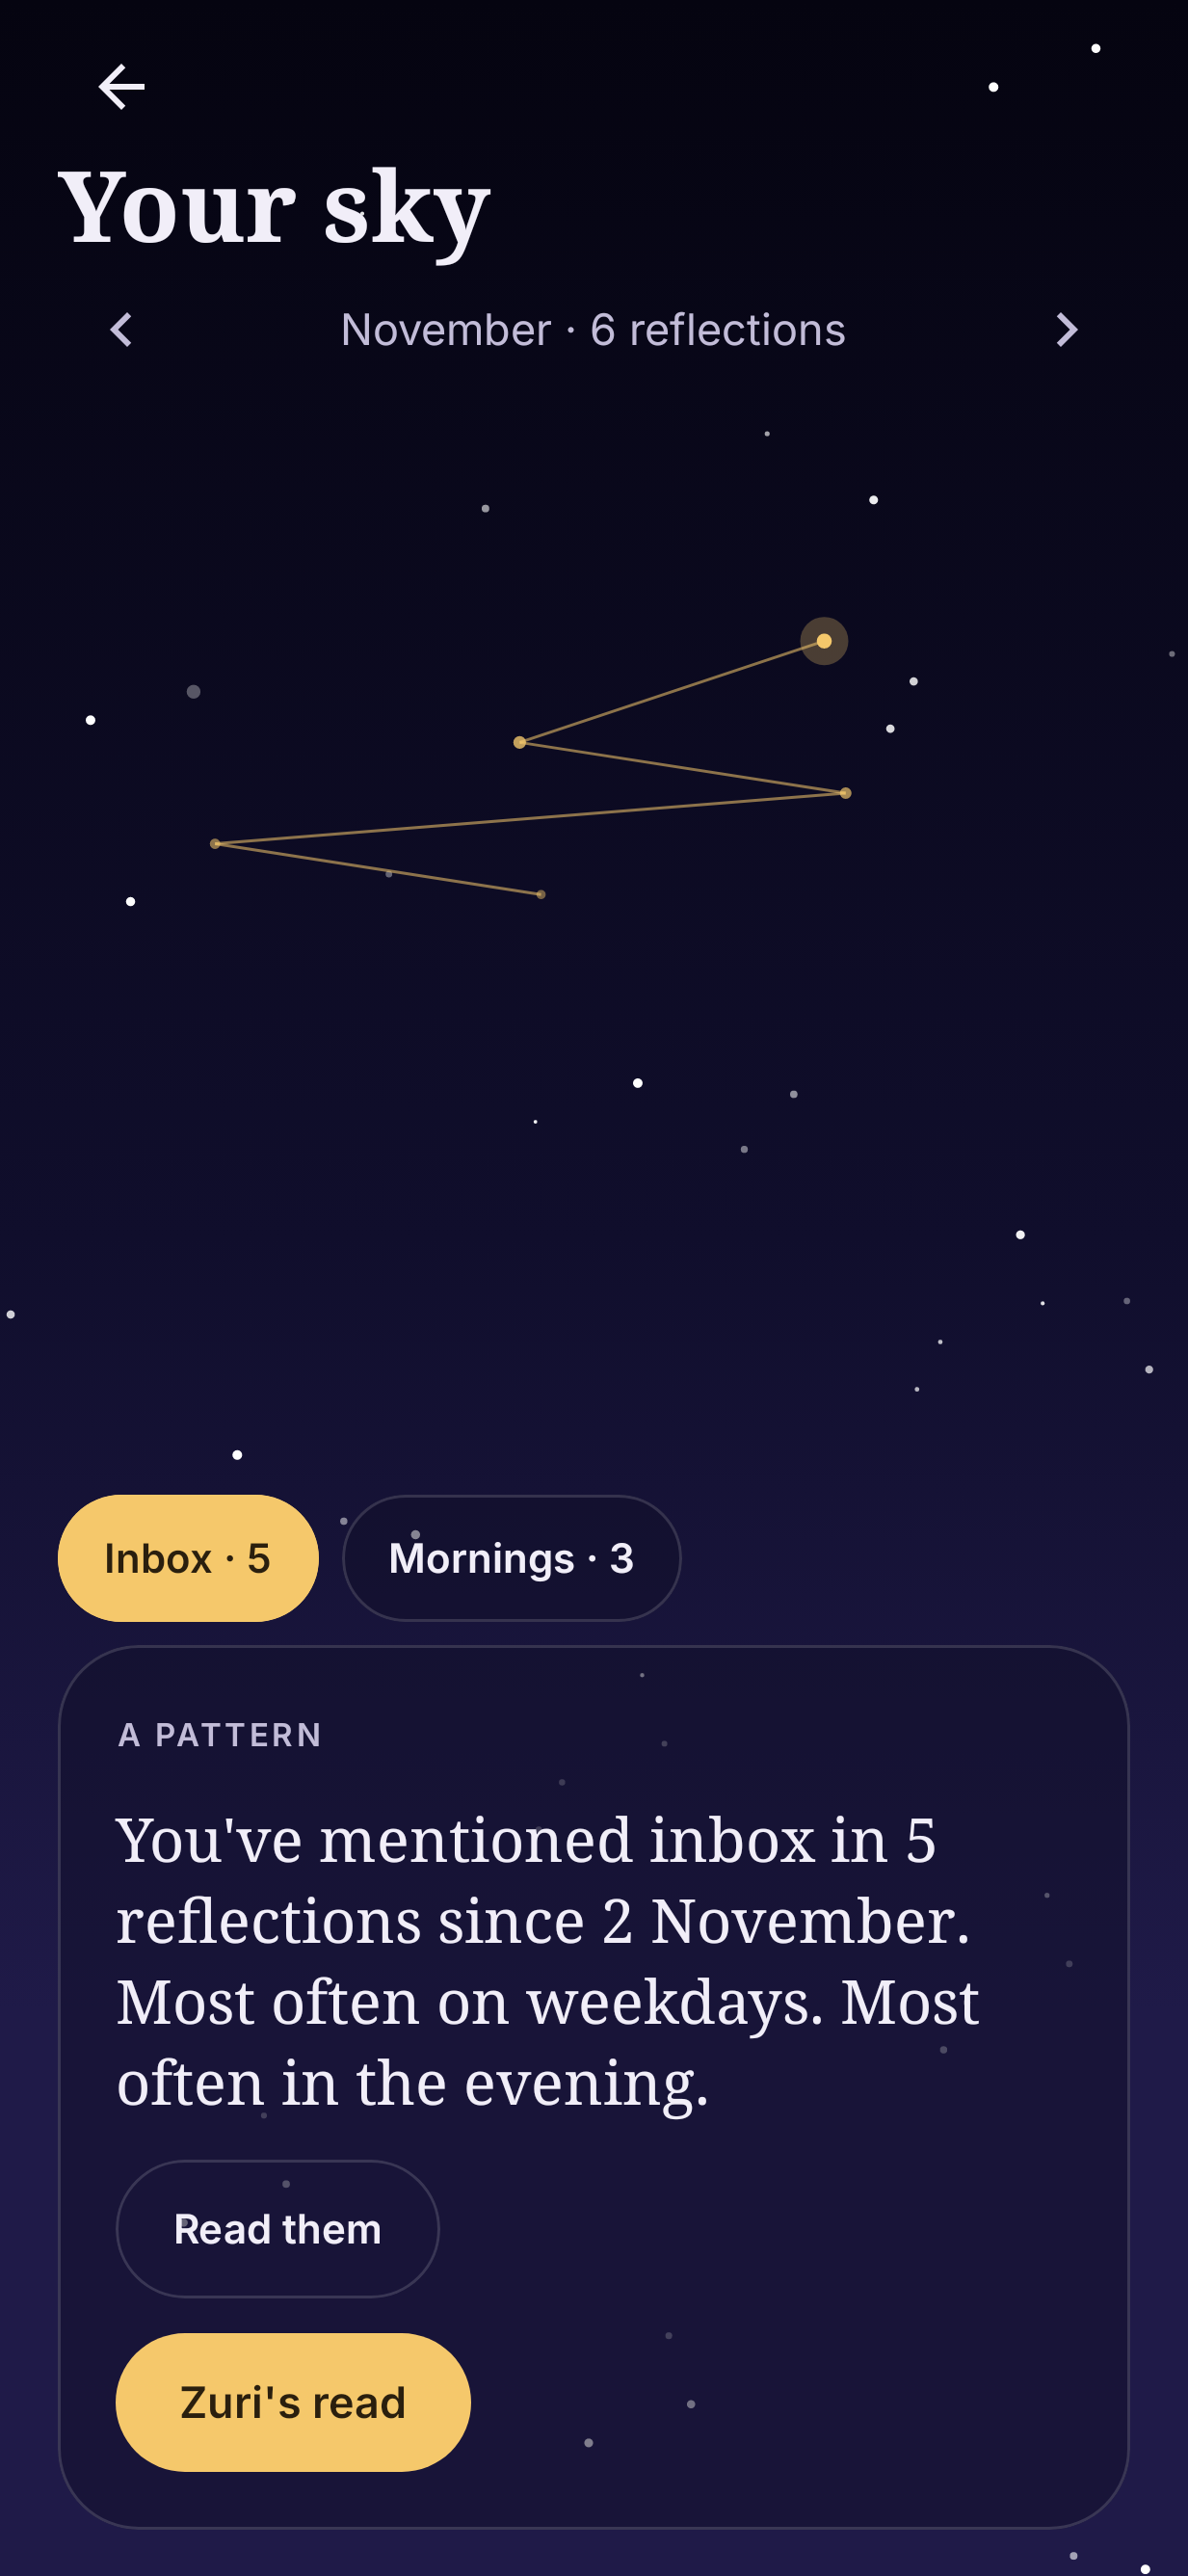 Your sky
November · 6 reflections
Inbox · 5
Mornings · 3
A PATTERN
You've mentioned inbox in 5
reflections since 2 November.
Most often on weekdays. Most
often in the evening.
Read them
Zuri's read